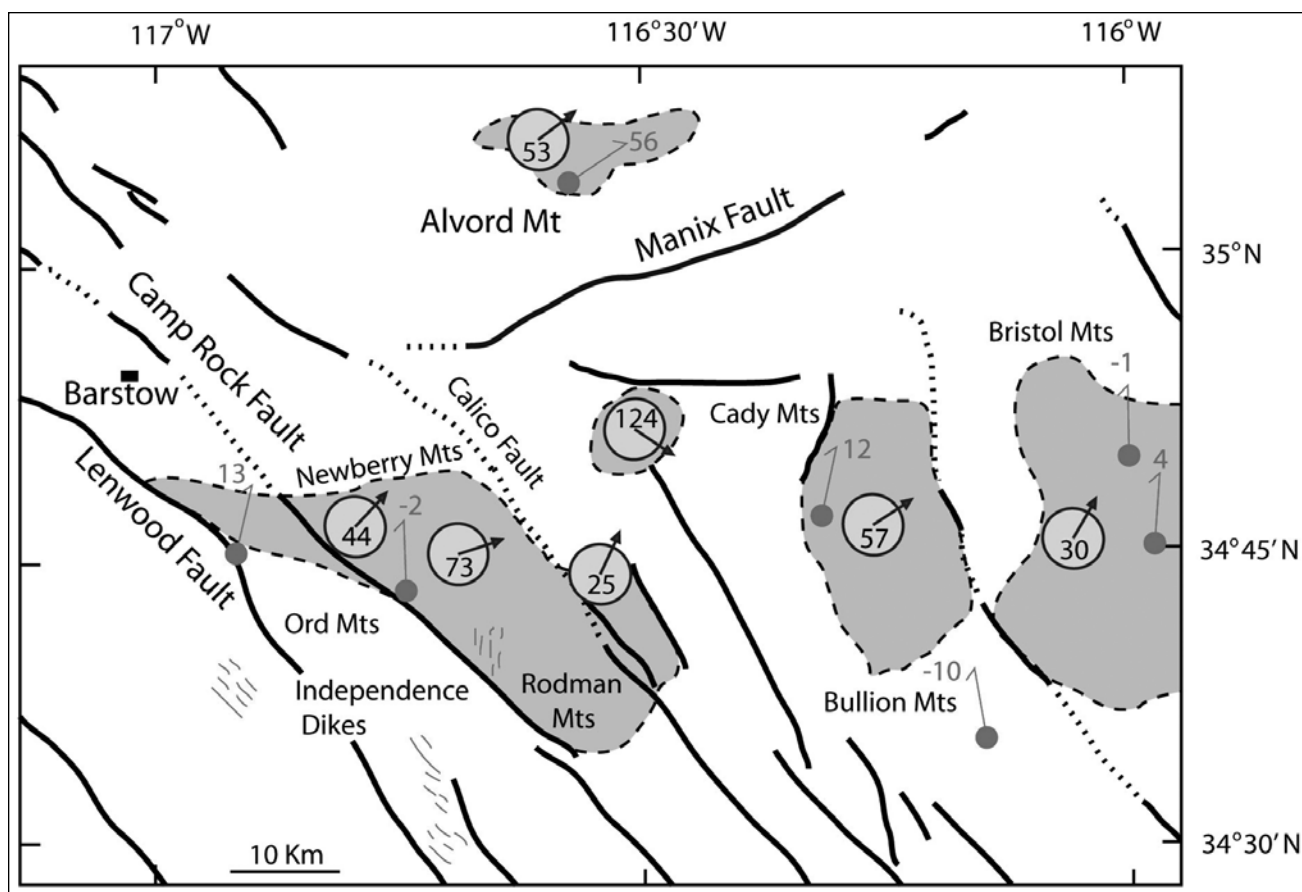 117°W
116°30' W
116°W
53
56
Alvord Mt
Manix Fault
35°N
Camp Rock Fault
Bristol Mts
-1
Barstow
Calico Fault
124
Cady Mts
Newberry Mts
13
12
4
Lenwood Fault
-2
44
73
25
57
30
34°45' N
Ord Mts
-10
Independence
Dikes
Rodman
Mts
Bullion Mts
10 Km
34°30' N